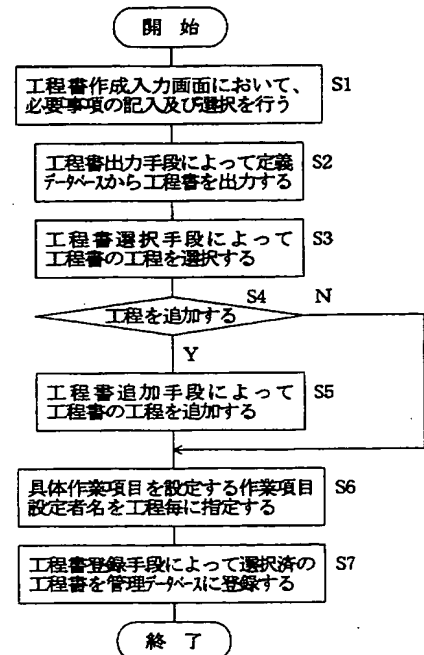 開 始
工程書作成入力画面において、 S1
必要事項の記入及び選択を行う
工程書出力手段によって定義 S2
データベースから工程書を出力する
工程書選択手段によって S3
工程書の工程を選択する
S4 N
工程を追加する
Y
工程書追加手段によって S5
工程書の工程を追加する
具体作業項目を設定する作業項目 S6
設定者名を工程毎に指定する
工程書登録手段によって選択済の S7
工程書を管理データベースに登録する
終 了